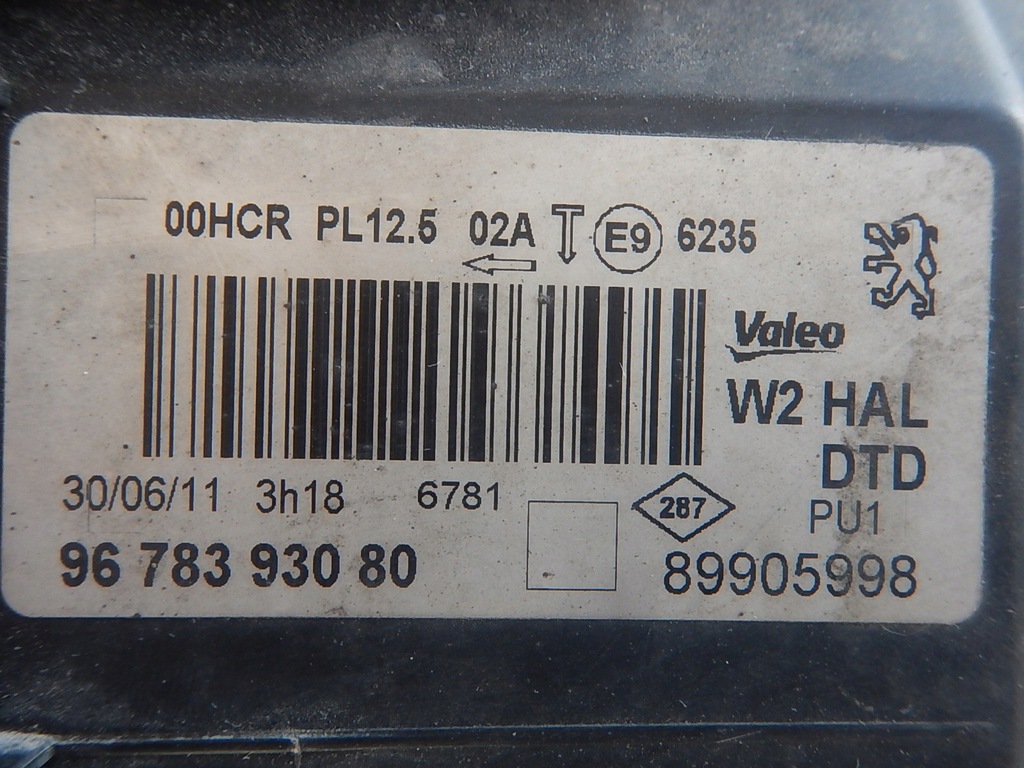 00HCR PL12.5 02A E9 6235
Valeo
W2 HAL
DTD
30/06/11 3h18 6781 287 PU1
96 783 930 80 89905998